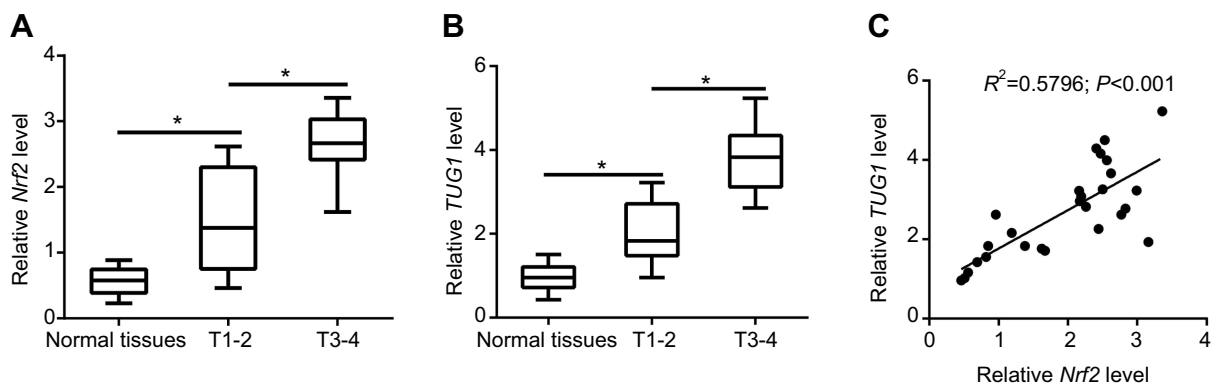 A
Relative Nrf2 level
4
3
2
1
0
*
*
Normal tissues T1-2 T3-4
B
Relative TUG1 level
6
4
2
0
*
*
Normal tissues T1-2 T3-4
C
R²=0.5796; P<0.001
Relative TUG1 level
6
4
2
0
0 1 2 3 4
Relative Nrf2 level